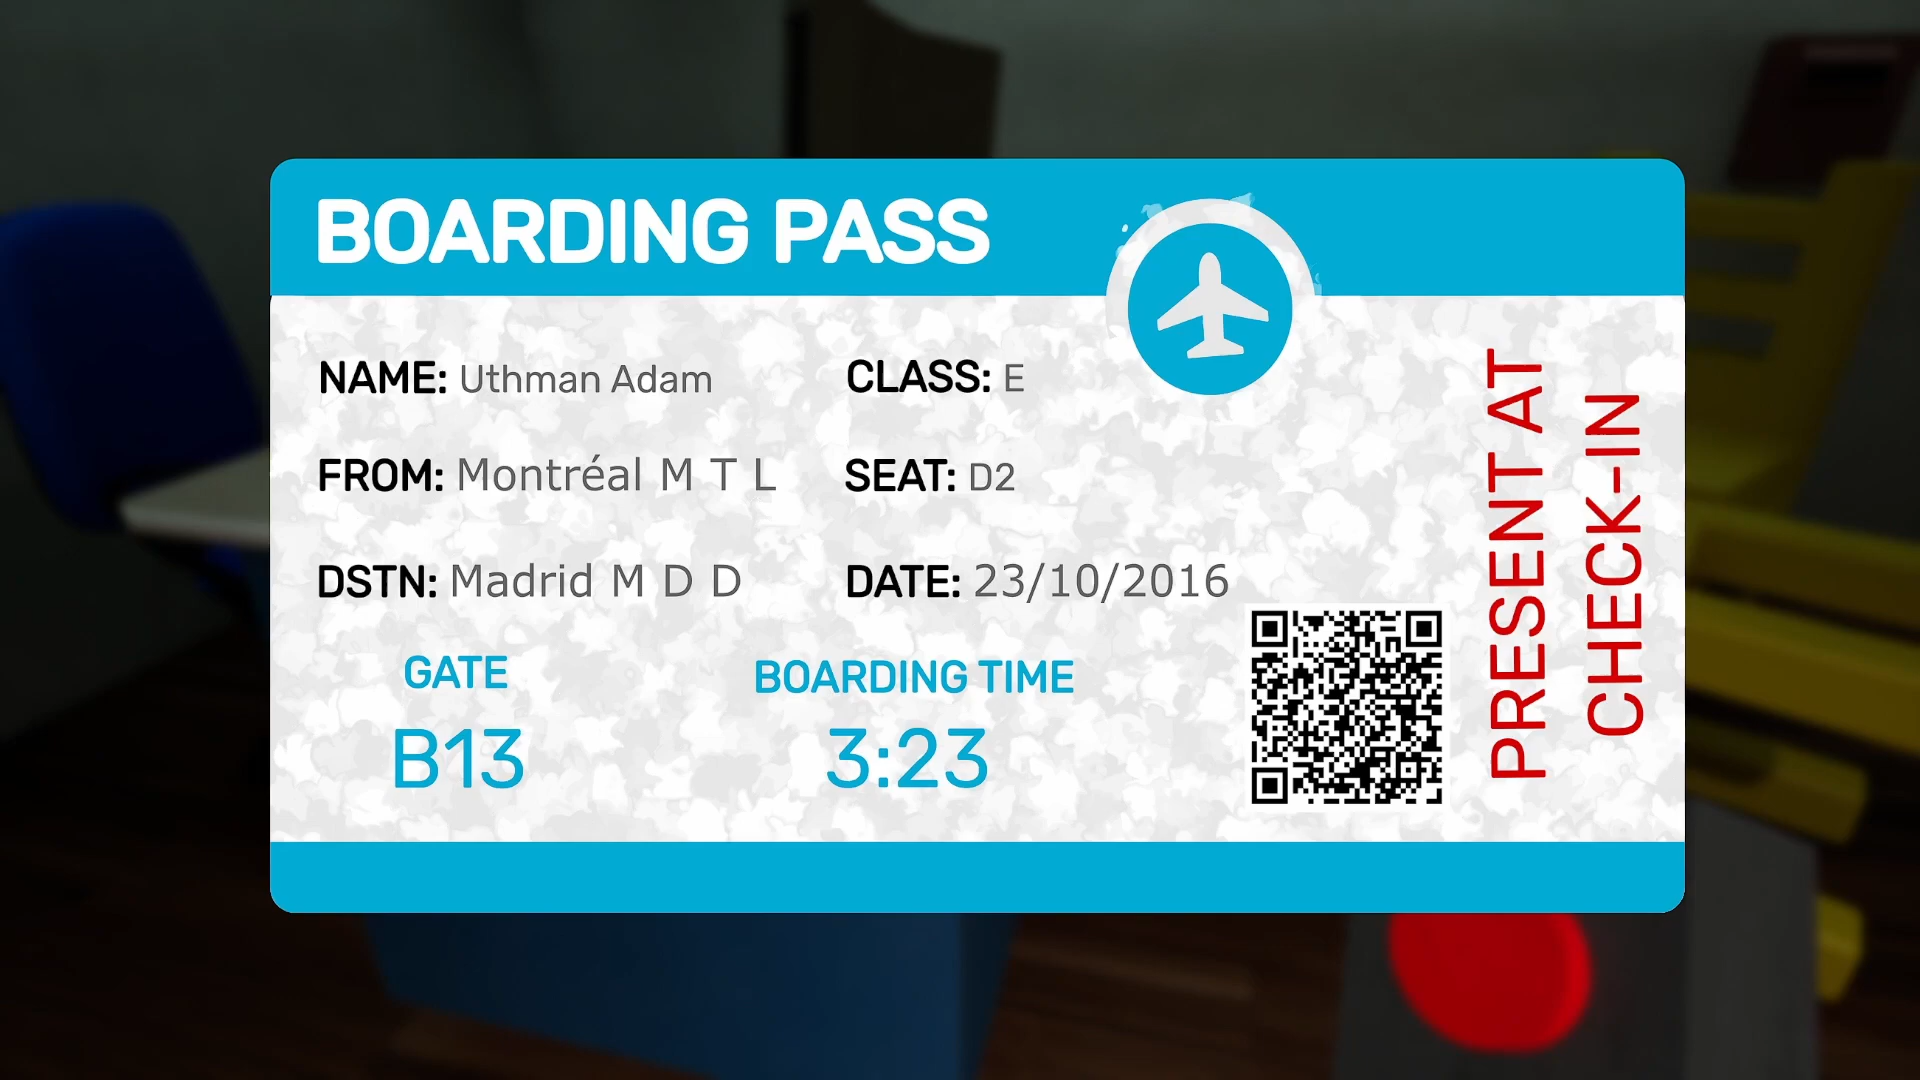 BOARDING PASS
NAME: Uthman Adam
CLASS: E
FROM: Montréal M T L
SEAT: D2
DSTN: Madrid M D D
DATE: 23/10/2016
GATE
B13
BOARDING TIME
3:23
PRESENT AT
CHECK-IN